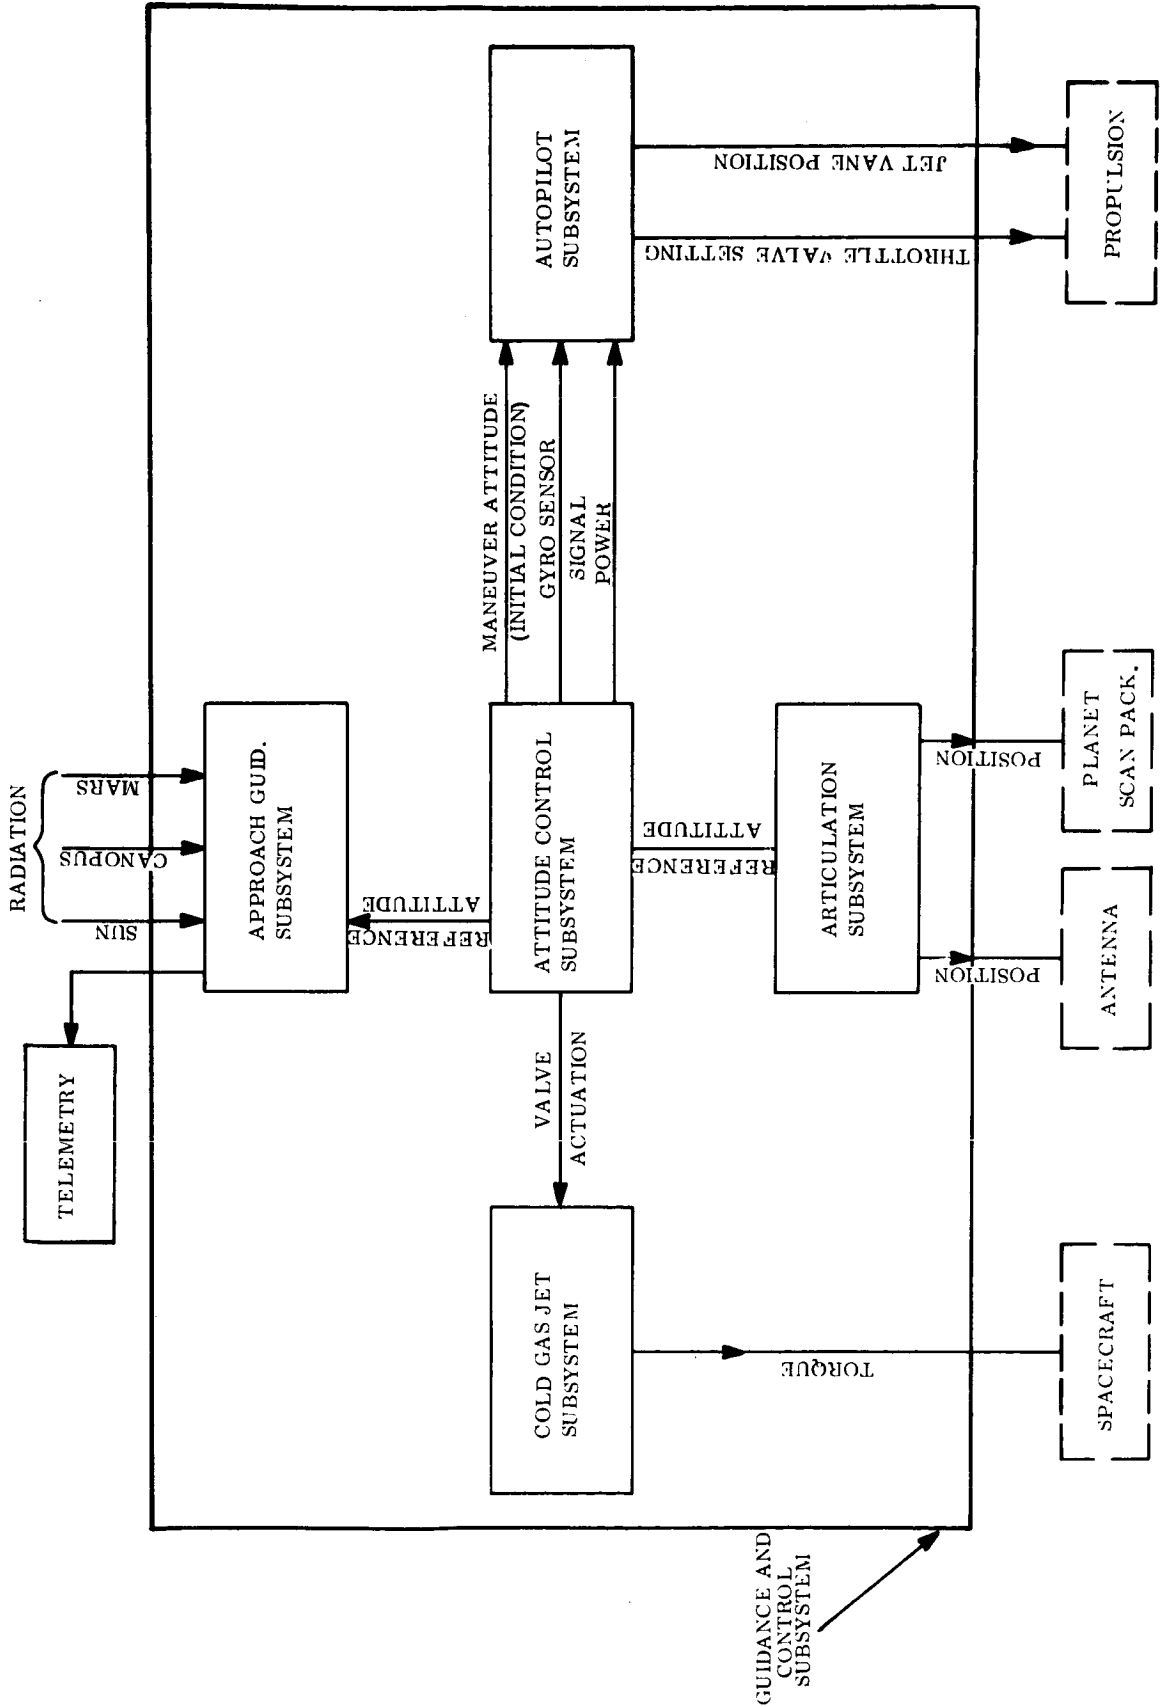 RADIATION
SUN
CANOPUS
MARS
TELEMETRY
APPROACH GUID.
SUBSYSTEM
REFERENCE
ATTITUDE
COLD GAS JET
SUBSYSTEM
VALVE
ACTUATION
ATTITUDE CONTROL
SUBSYSTEM
MANEUVER ATTITUDE
(INITIAL CONDITION)
GYRO SENSOR
SIGNAL
POWER
AUTOPILOT
SUBSYSTEM
REFERENCE
ATTITUDE
ARTICULATION
SUBSYSTEM
TORQUE
POSITION
POSITION
THROTTLE VALVE SETTING
JET VANE POSITION
GUIDANCE AND
CONTROL
SUBSYSTEM
SPACECRAFT
ANTENNA
PLANET
SCAN PACK.
PROPULSION